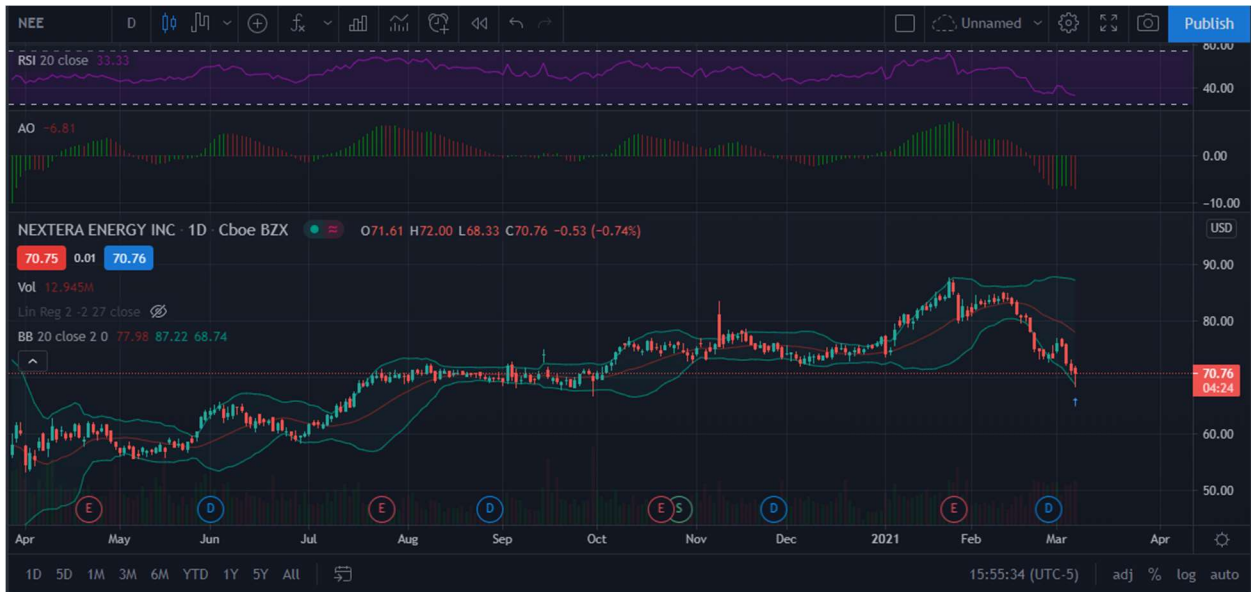 NEE D Unnamed Publish
80.00
RSI 20 close 33.33
40.00
AO −6.81
0.00
−10.00
NEXTERA ENERGY INC · 1D · Cboe BZX ≈ O71.61 H72.00 L68.33 C70.76 −0.53 (−0.74%) USD
70.75 0.01 70.76
90.00
Vol 12.945M
Lin Reg 2 -2 27 close
80.00
BB 20 close 2 0 77.98 87.22 68.74
70.76
04:24
60.00
50.00
E D E D E S D E D
Apr May Jun Jul Aug Sep Oct Nov Dec 2021 Feb Mar Apr
1D 5D 1M 3M 6M YTD 1Y 5Y All 15:55:34 (UTC-5) adj % log auto